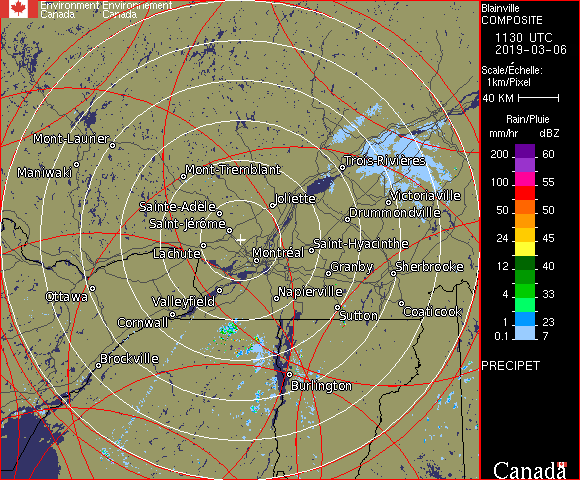 Environment Environnement
Canada Canada
Mont-Laurier
Maniwaki
Mont-Tremblant
Trois-Rivières
Joliette
Victoriaville
Sainte-Adèle
Drummondville
Saint-Jérôme
Saint-Hyacinthe
Lachute
Montréal
Granby
Sherbrooke
Ottawa
Valleyfield
Napierville
Sutton
Coaticook
Cornwall
Brockville
Burlington
Blainville
COMPOSITE
1130 UTC
2019-03-06
Scale/Échelle:
1km/Pixel
40 KM
Rain/Pluie
mm/hr dBZ
200 60
100 55
50 50
24 45
12 40
4 33
1 23
0.1 7
PRECIPET
Canada